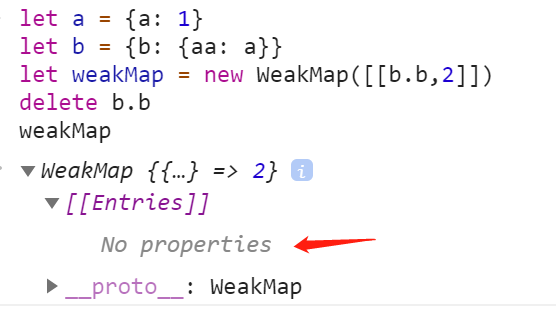 let a = {a: 1}
let b = {b: {aa: a}}
let weakMap = new WeakMap([[b.b,2]])
delete b.b
weakMap
WeakMap {{…} => 2} i
[[Entries]]
No properties
__proto__: WeakMap